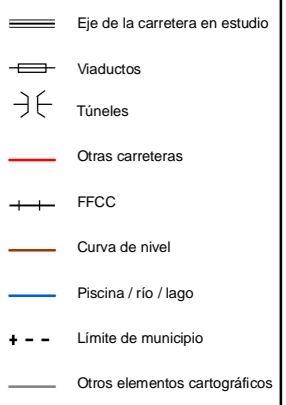 Eje de la carretera en estudio
Viaductos
Túneles
Otras carreteras
FFCC
Curva de nivel
Piscina / río / lago
Límite de municipio
Otros elementos cartográficos